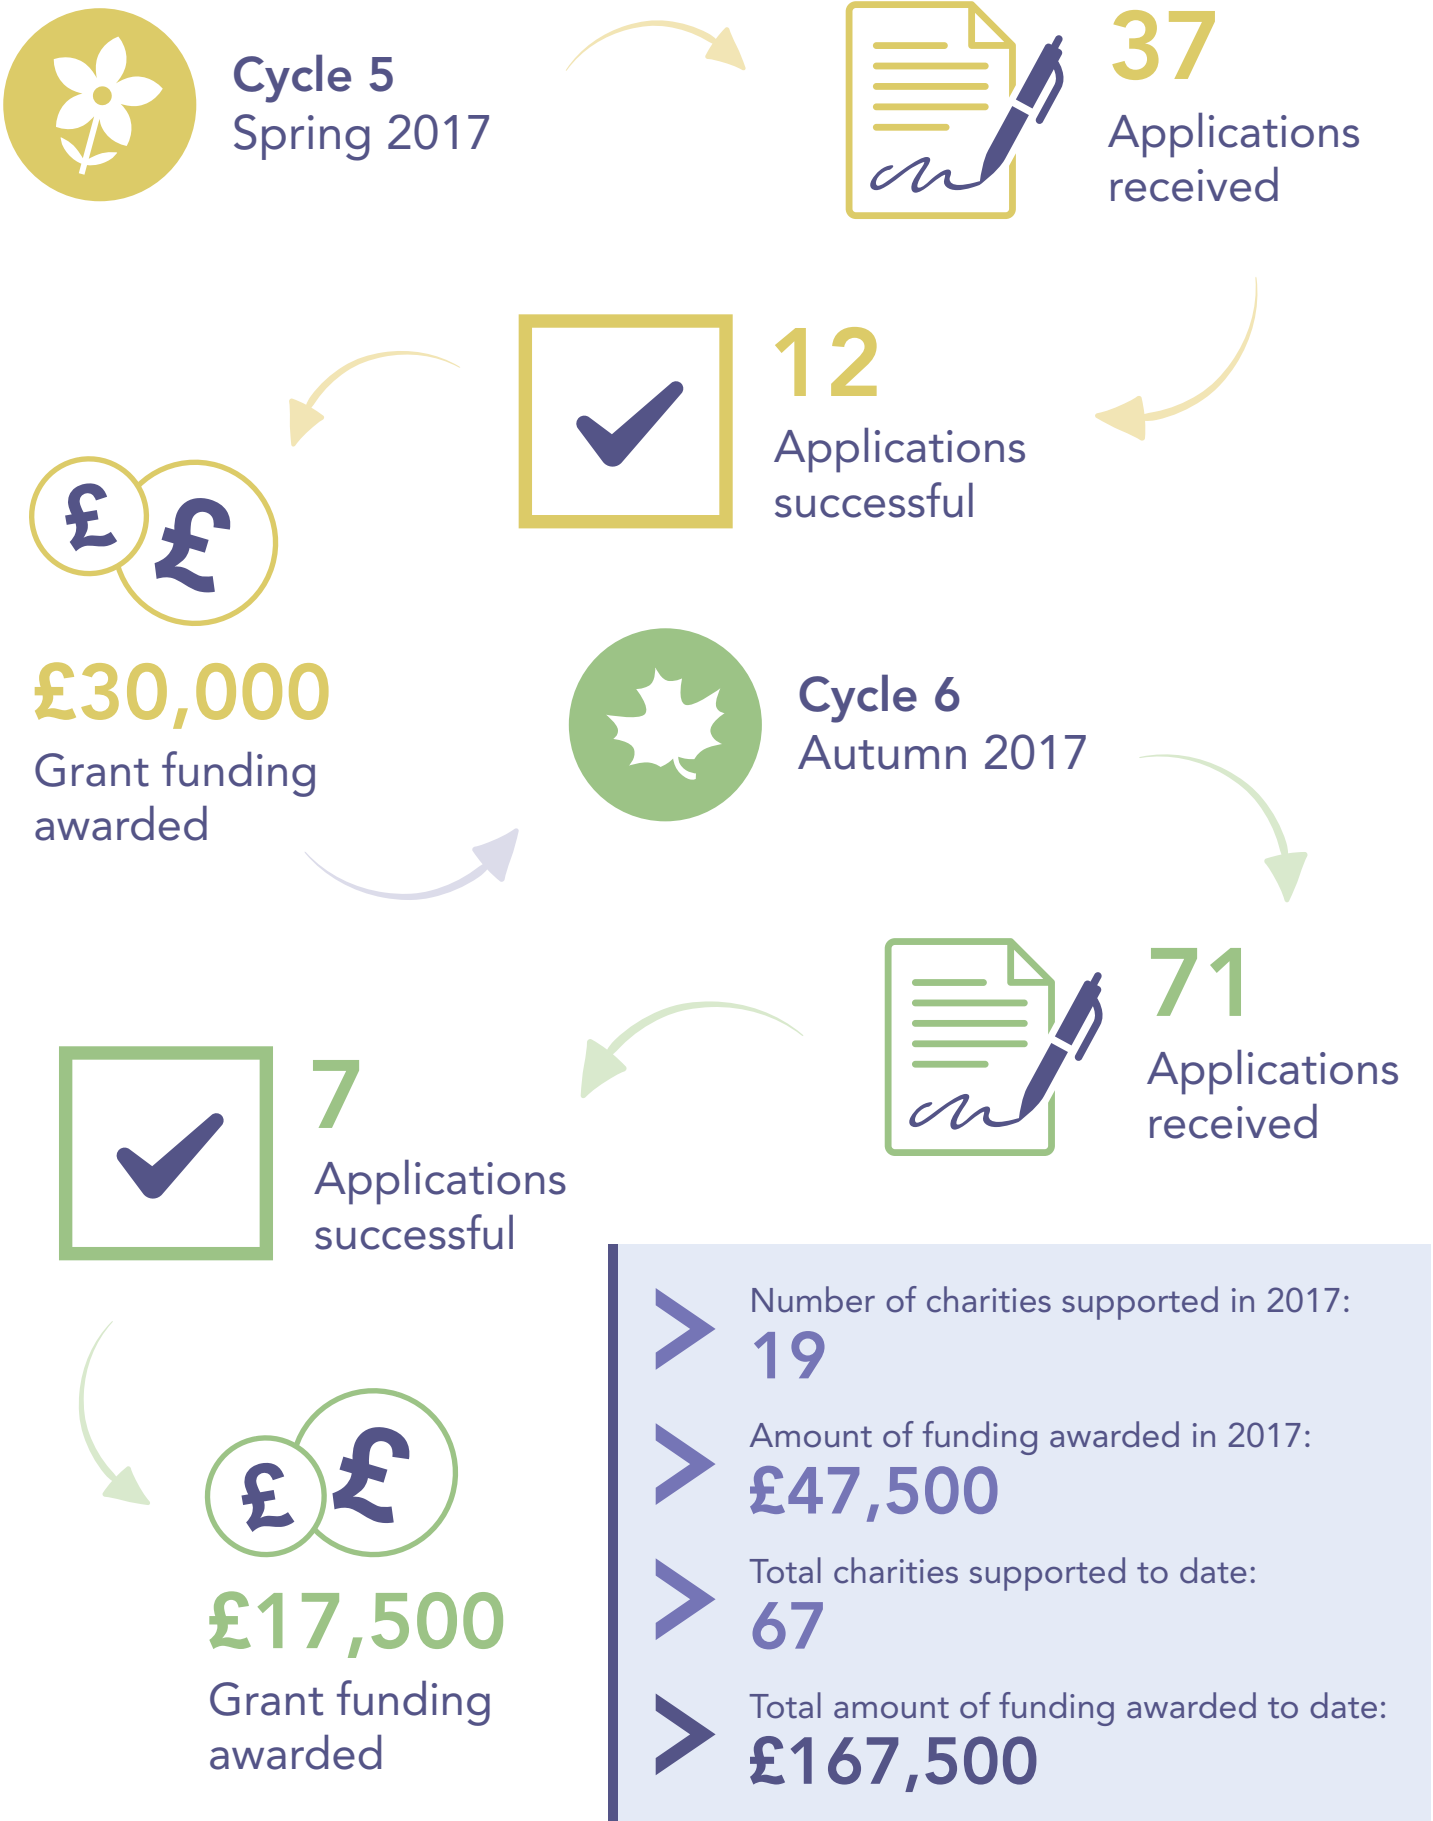 Cycle 5
Spring 2017
37
Applications
received
12
Applications
successful
£ £
£30,000
Grant funding
awarded
Cycle 6
Autumn 2017
71
Applications
received
7
Applications
successful
£ £
£17,500
Grant funding
awarded
Number of charities supported in 2017:
19
Amount of funding awarded in 2017:
£47,500
Total charities supported to date:
67
Total amount of funding awarded to date:
£167,500